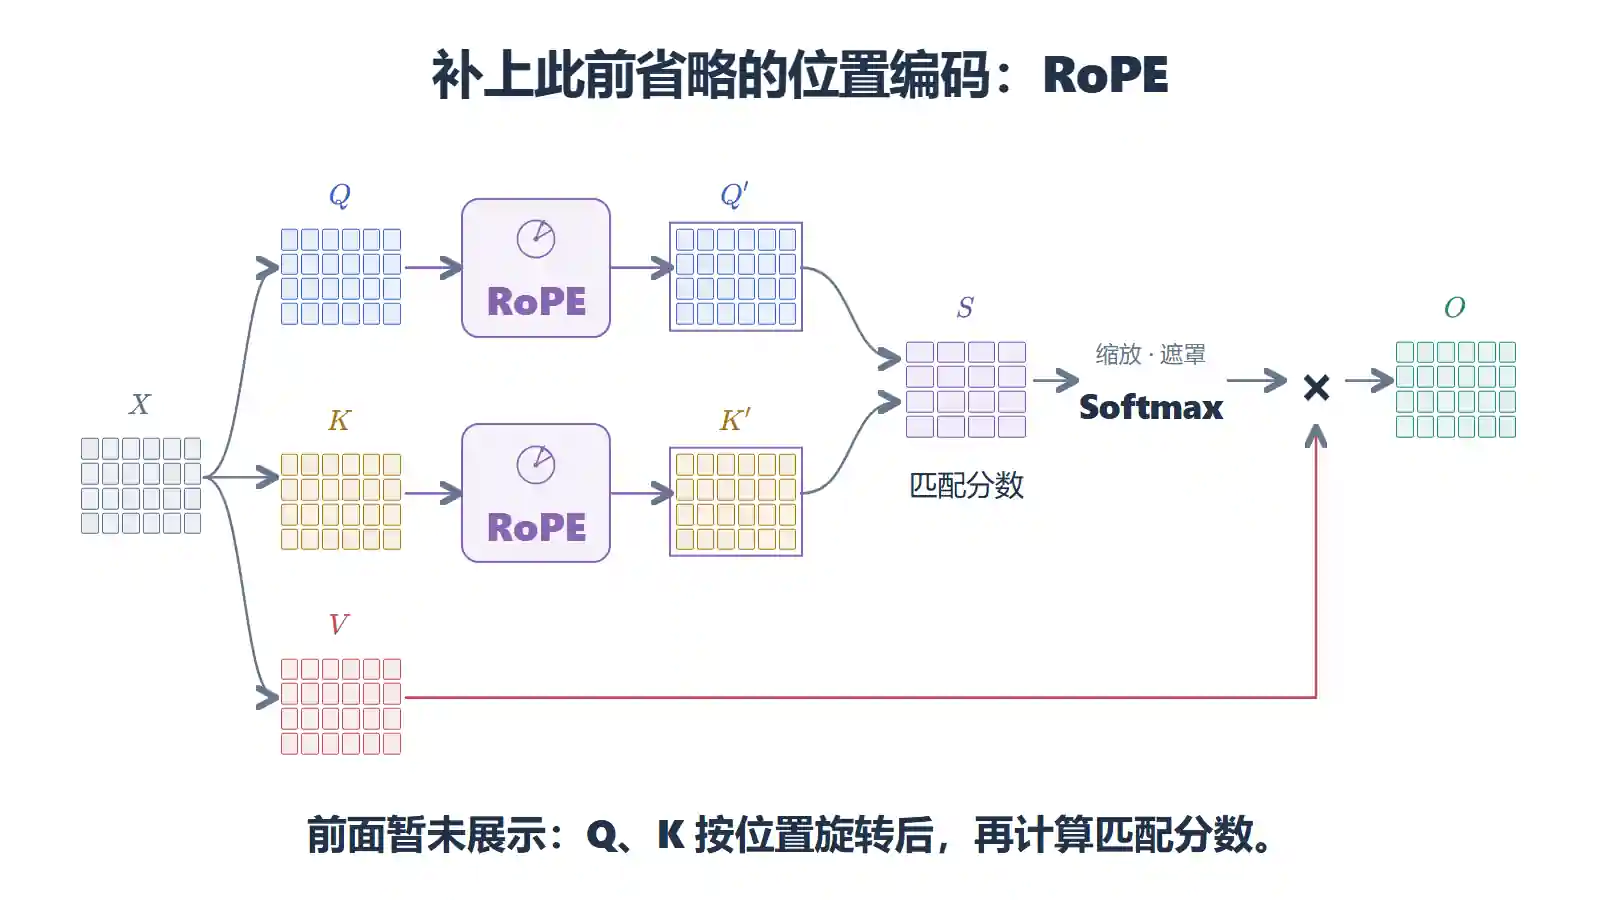 补上此前省略的位置编码：RoPE
Q
RoPE
Q′
X
K
RoPE
K′
V
S
匹配分数
缩放 · 遮罩
Softmax
×
O
前面暂未展示：Q、K 按位置旋转后，再计算匹配分数。